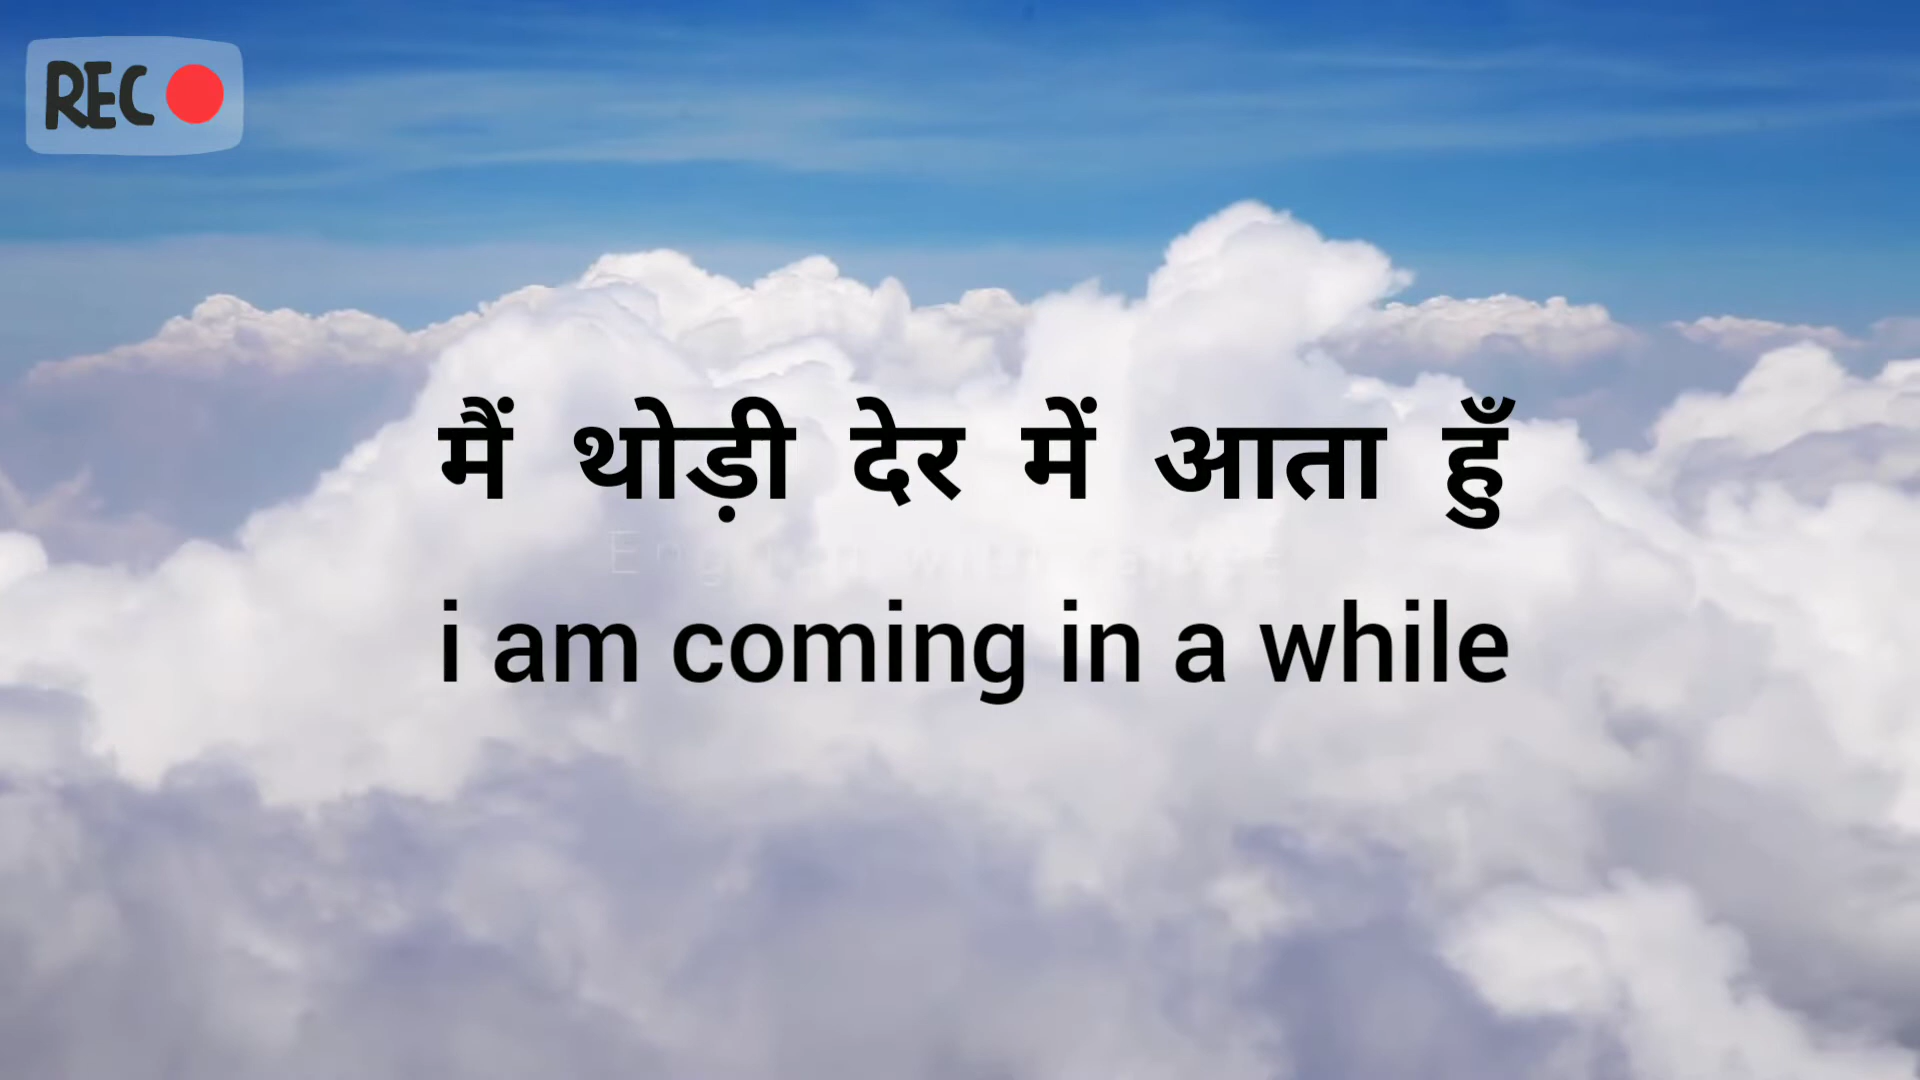 REC
मैं थोड़ी देर में आता हुँ
i am coming in a while